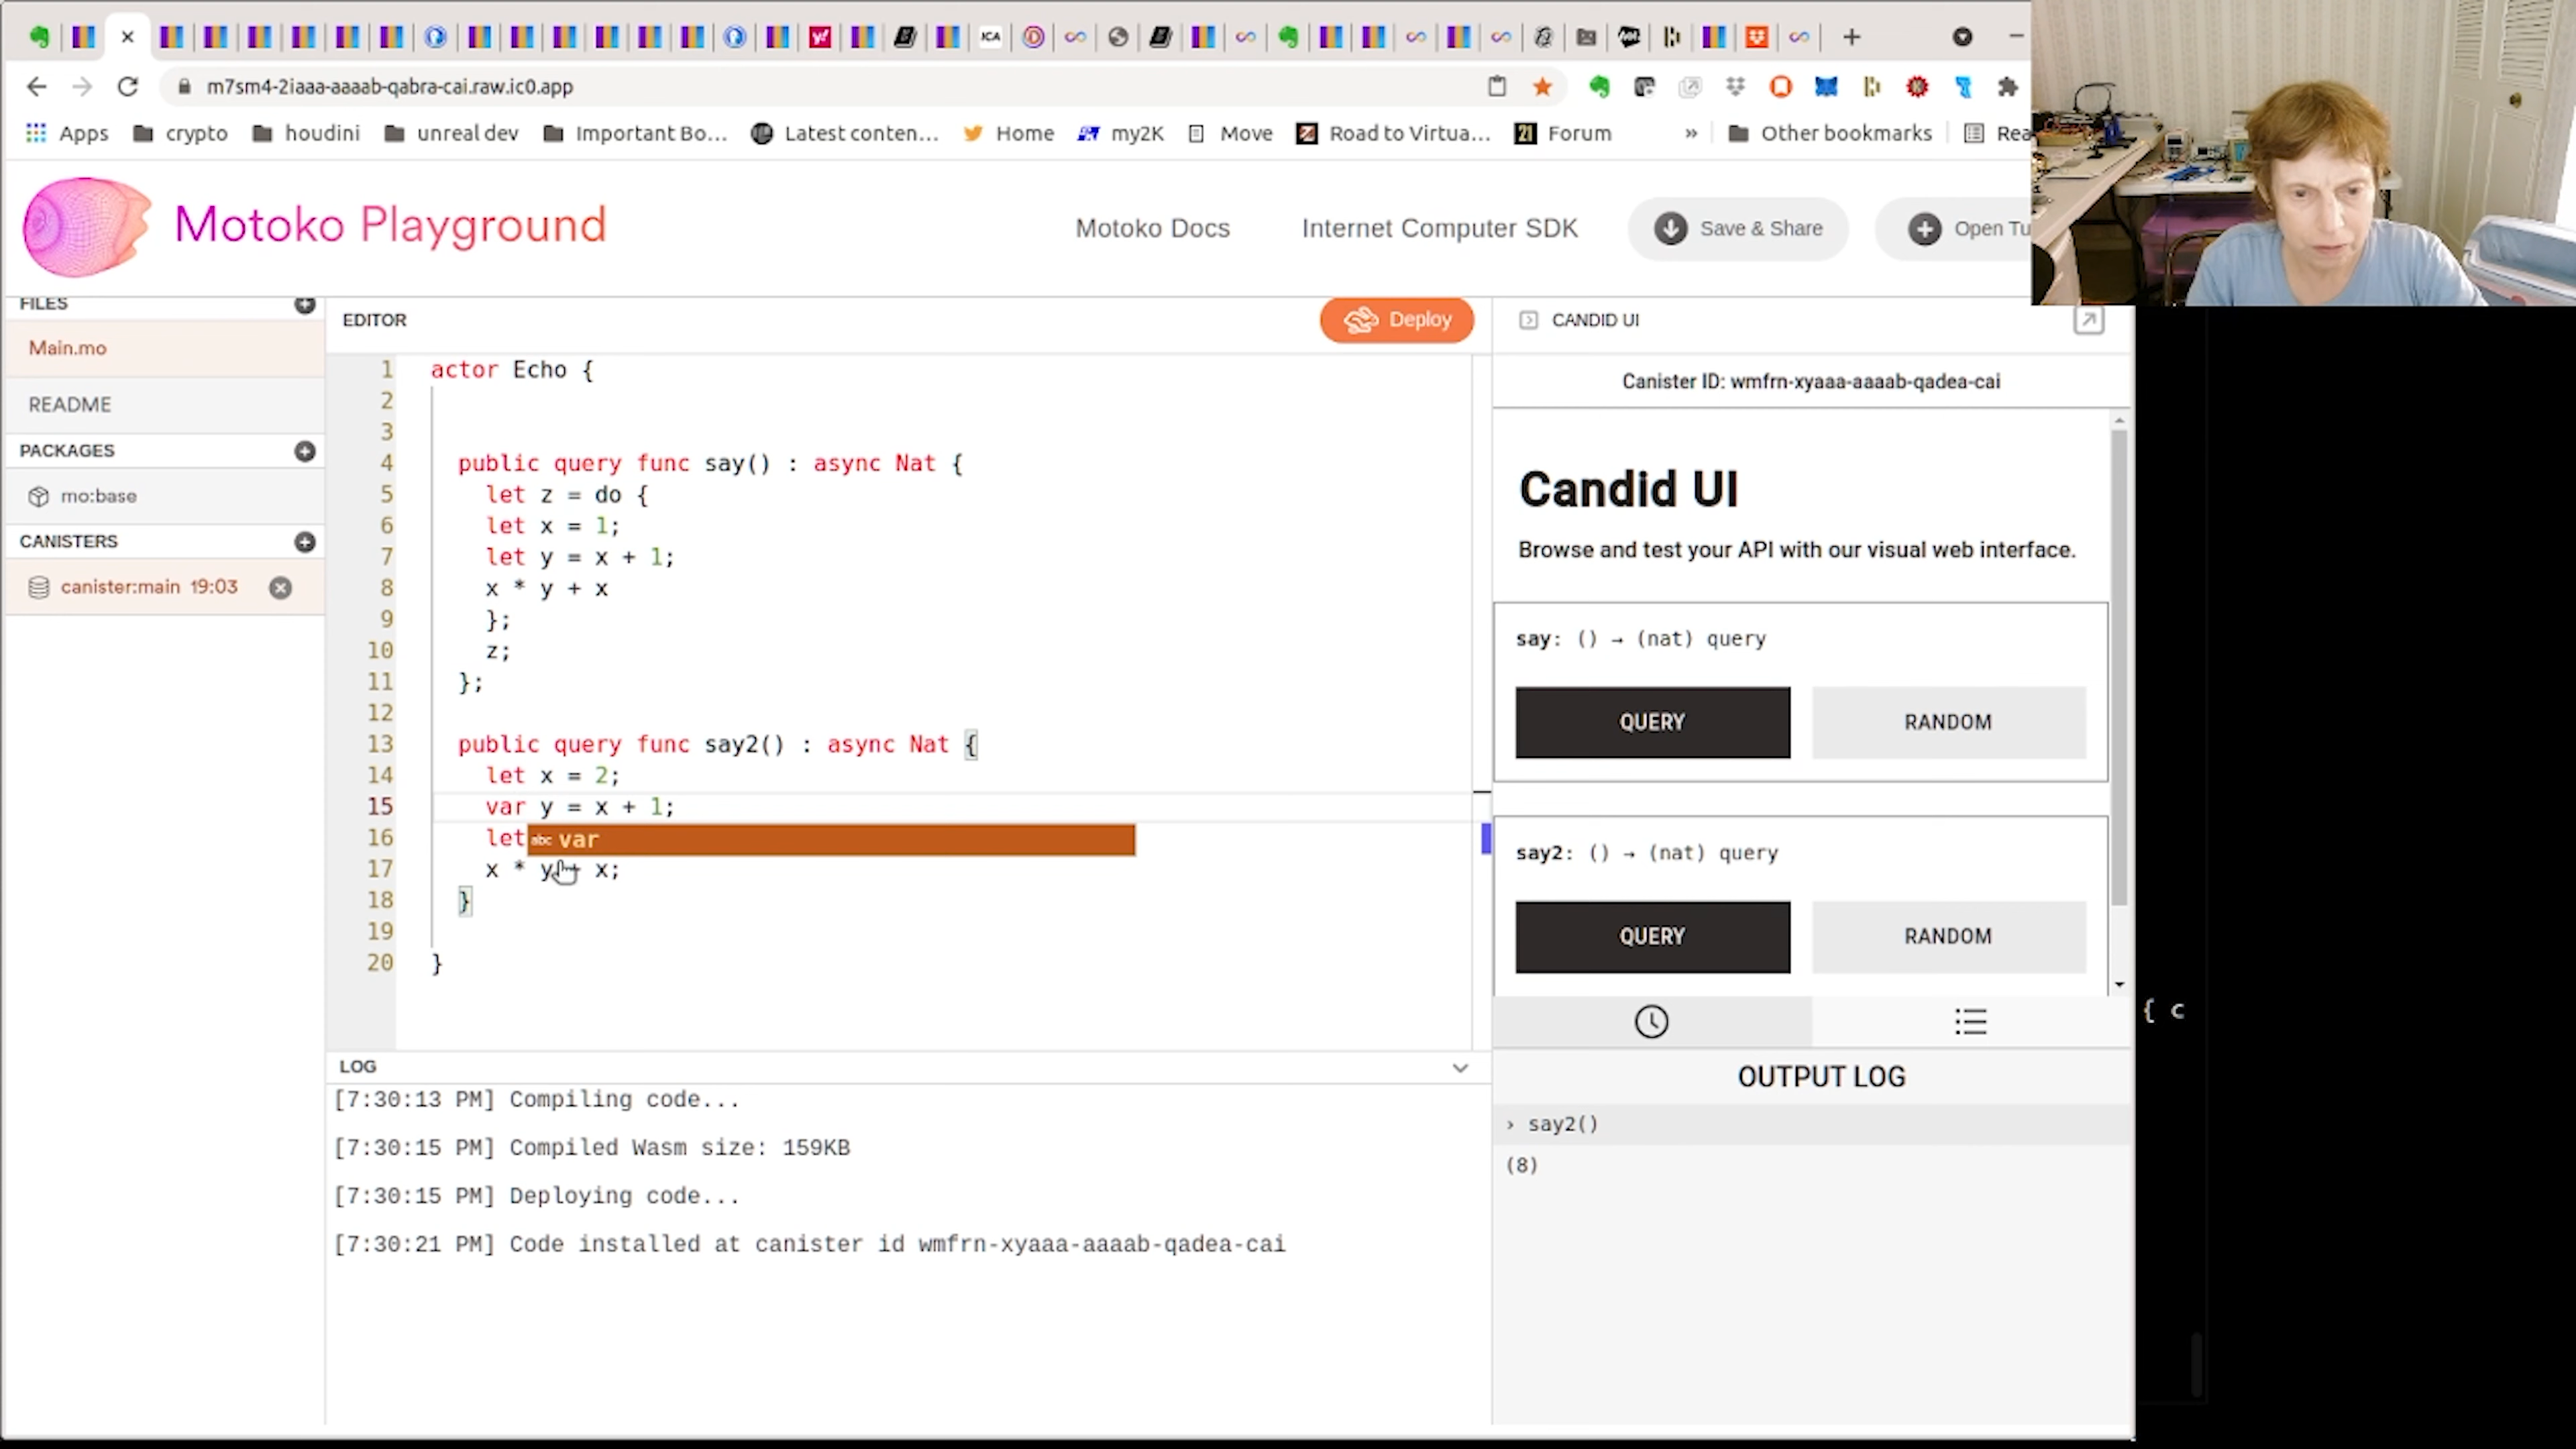 ICA
m7sm4-2iaaa-aaaab-qabra-cai.raw.ic0.app
Apps crypto houdini unreal dev Important Bo... Latest conten... Home my2K Move Road to Virtua... 21 Forum » Other bookmarks Rea
Motoko Playground Motoko Docs Internet Computer SDK Save & Share Open Tu
FILES
Main.mo
README
PACKAGES
mo:base
CANISTERS
canister:main 19:03
EDITOR Deploy
1 actor Echo {
2
3
4 public query func say() : async Nat {
5 let z = do {
6 let x = 1;
7 let y = x + 1;
8 x * y + x
9 };
10 z;
11 };
12
13 public query func say2() : async Nat {
14 let x = 2;
15 var y = x + 1;
16 let abc var
17 x * y + x;
18 }
19
20 }
LOG
[7:30:13 PM] Compiling code...
[7:30:15 PM] Compiled Wasm size: 159KB
[7:30:15 PM] Deploying code...
[7:30:21 PM] Code installed at canister id wmfrn-xyaaa-aaaab-qadea-cai
CANDID UI
Canister ID: wmfrn-xyaaa-aaaab-qadea-cai
Candid UI
Browse and test your API with our visual web interface.
say: () → (nat) query
QUERY RANDOM
say2: () → (nat) query
QUERY RANDOM
OUTPUT LOG
› say2()
(8)
{ c